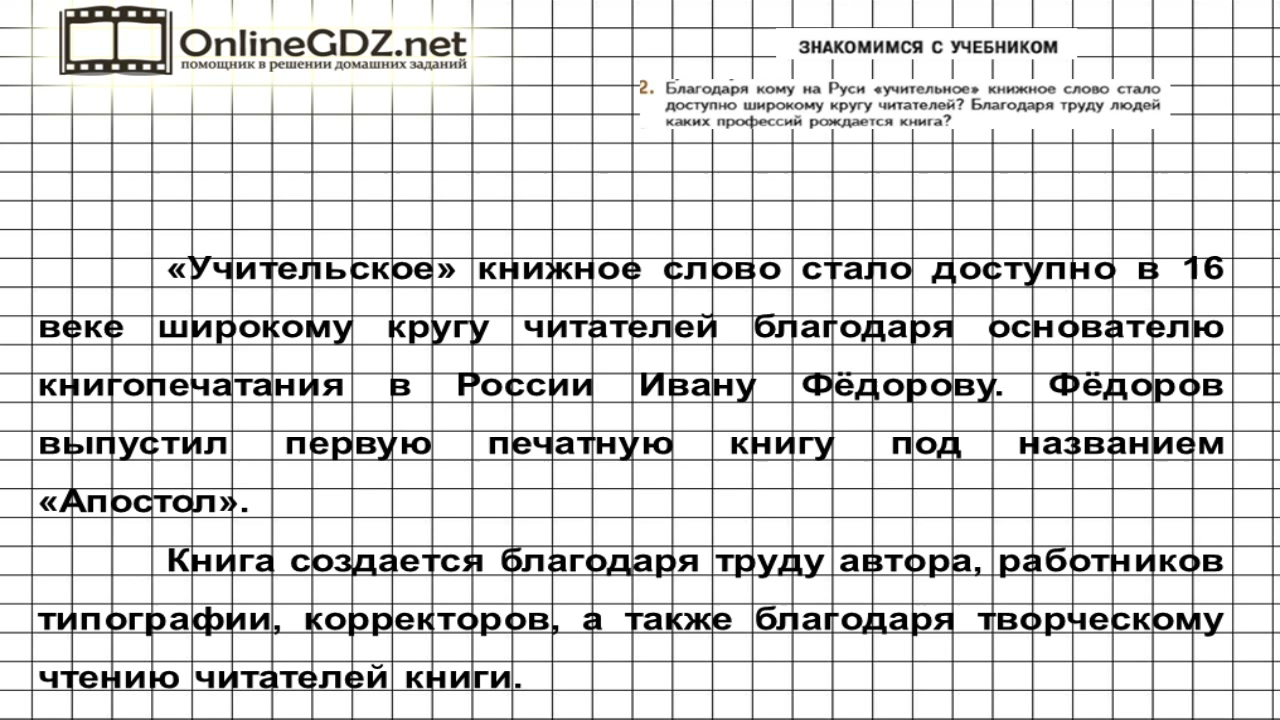 OnlineGDZ.net
помощник в решении домашних заданий
ЗНАКОМИМСЯ С УЧЕБНИКОМ
2. Благодаря кому на Руси «учительное» книжное слово стало
доступно широкому кругу читателей? Благодаря труду людей
каких профессий рождается книга?
«Учительское» книжное слово стало доступно в 16
веке широкому кругу читателей благодаря основателю
книгопечатания в России Ивану Фёдорову. Фёдоров
выпустил первую печатную книгу под названием
«Апостол».
Книга создается благодаря труду автора, работников
типографии, корректоров, а также благодаря творческому
чтению читателей книги.